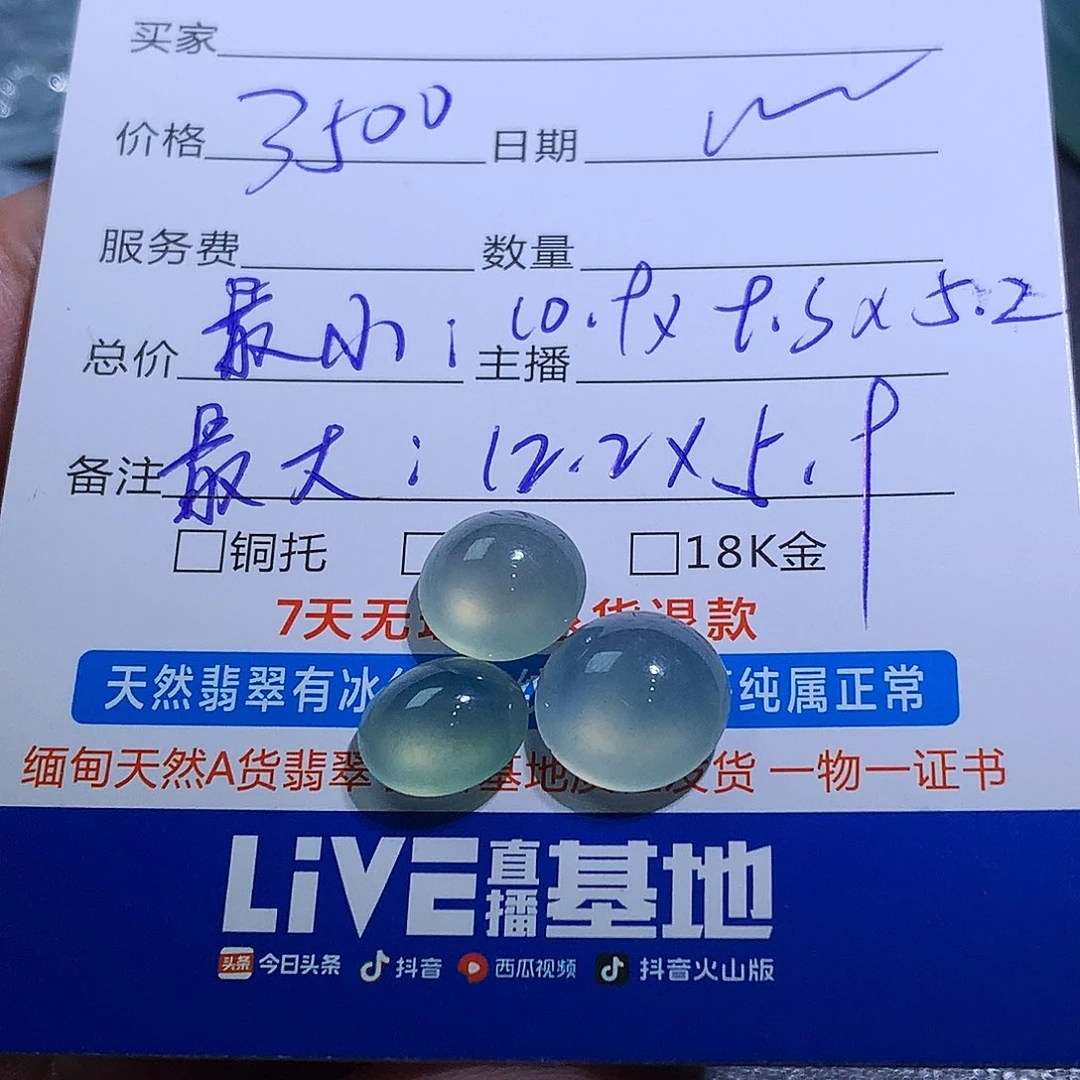 买家
价格 3500 日期
服务费 数量
最小：10.9x 9.5x5.2
总价 主播
备注 最大：12.2x5.9
□铜托 □ □18K金
7天无 退款
天然翡翠有冰 纯属正常
缅甸天然A货翡翠 基地 发货 一物一证书
LiVE直播基地
头条 今日头条 抖音 西瓜视频 抖音火山版